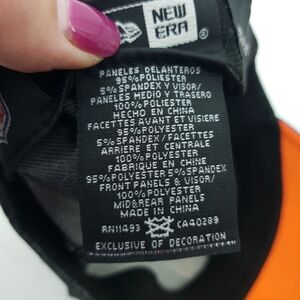 NEW
ERA
PANELES DELANTEROS
95%POLIESTER
5%SPANDEX Y VISOR/
PANELES MEDIO Y TRASERO
100%POLIESTER
HECHO EN CHINA
FACETTES AVANT ET VISIERE
95%POLYESTER
5%SPANDEX/FACETTES
ARRIERE ET CENTRALE
100%POLYESTER
FABRIQUE EN CHINE
95%POLYESTER 5%SPANDEX
FRONT PANELS & VISOR/
100%POLYESTER
MID&REAR PANELS
MADE IN CHINA
RN11493 CA40289
EXCLUSIVE OF DECORATION